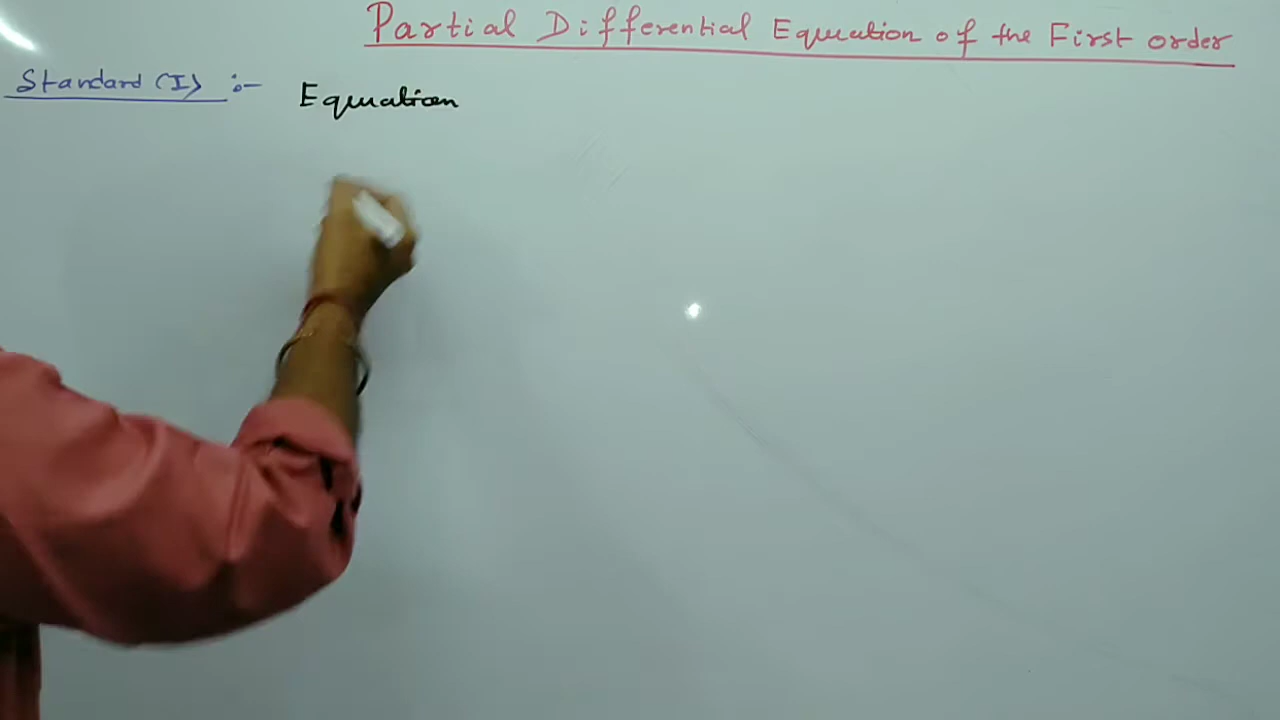 Partial Differential Equation of the First order
Standard (I) :- Equation